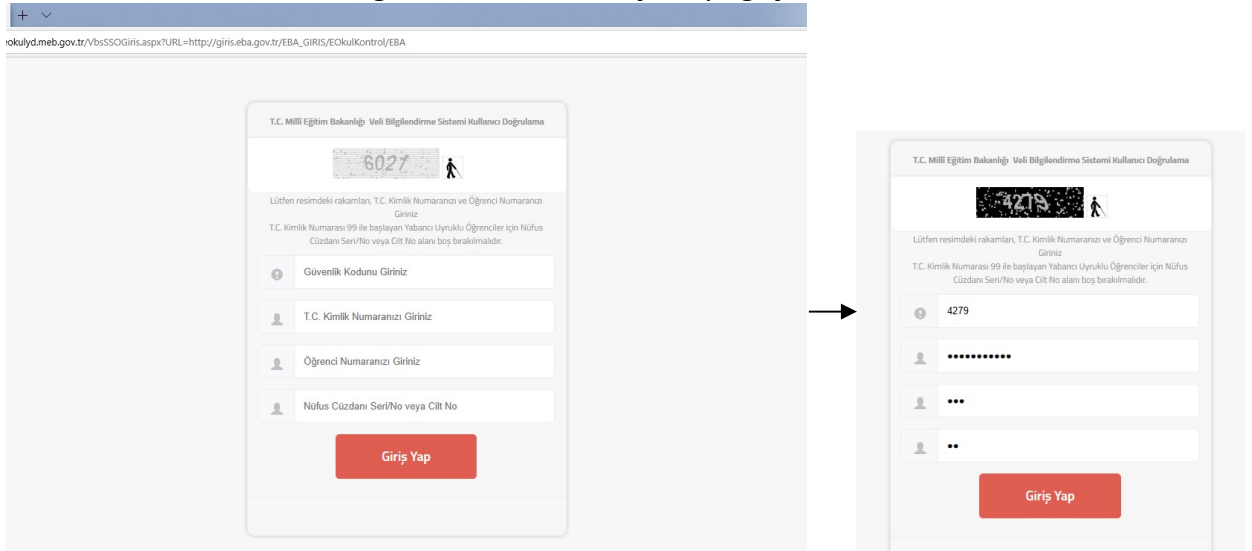 eokulyd.meb.gov.tr/VbsSSOGiris.aspx?URL=http://giris.eba.gov.tr/EBA_GIRIS/EOkulKontrol/EBA
T.C. Millî Eğitim Bakanlığı Veli Bilgilendirme Sistemi Kullanıcı Doğrulama
6027
Lütfen resimdeki rakamları, T.C. Kimlik Numaranızı ve Öğrenci Numaranızı
Giriniz
T.C. Kimlik Numarası 99 ile başlayan Yabancı Uyruklu Öğrenciler için Nüfus
Cüzdanı Seri/No veya Cilt No alanı boş bırakılmalıdır.
Güvenlik Kodunu Giriniz
T.C. Kimlik Numaranızı Giriniz
Öğrenci Numaranızı Giriniz
Nüfus Cüzdanı Seri/No veya Cilt No
Giriş Yap
T.C. Millî Eğitim Bakanlığı Veli Bilgilendirme Sistemi Kullanıcı Doğrulama
4279
Lütfen resimdeki rakamları, T.C. Kimlik Numaranızı ve Öğrenci Numaranızı
Giriniz
T.C. Kimlik Numarası 99 ile başlayan Yabancı Uyruklu Öğrenciler için Nüfus
Cüzdanı Seri/No veya Cilt No alanı boş bırakılmalıdır.
4279
•••••••••••
•••
••
Giriş Yap